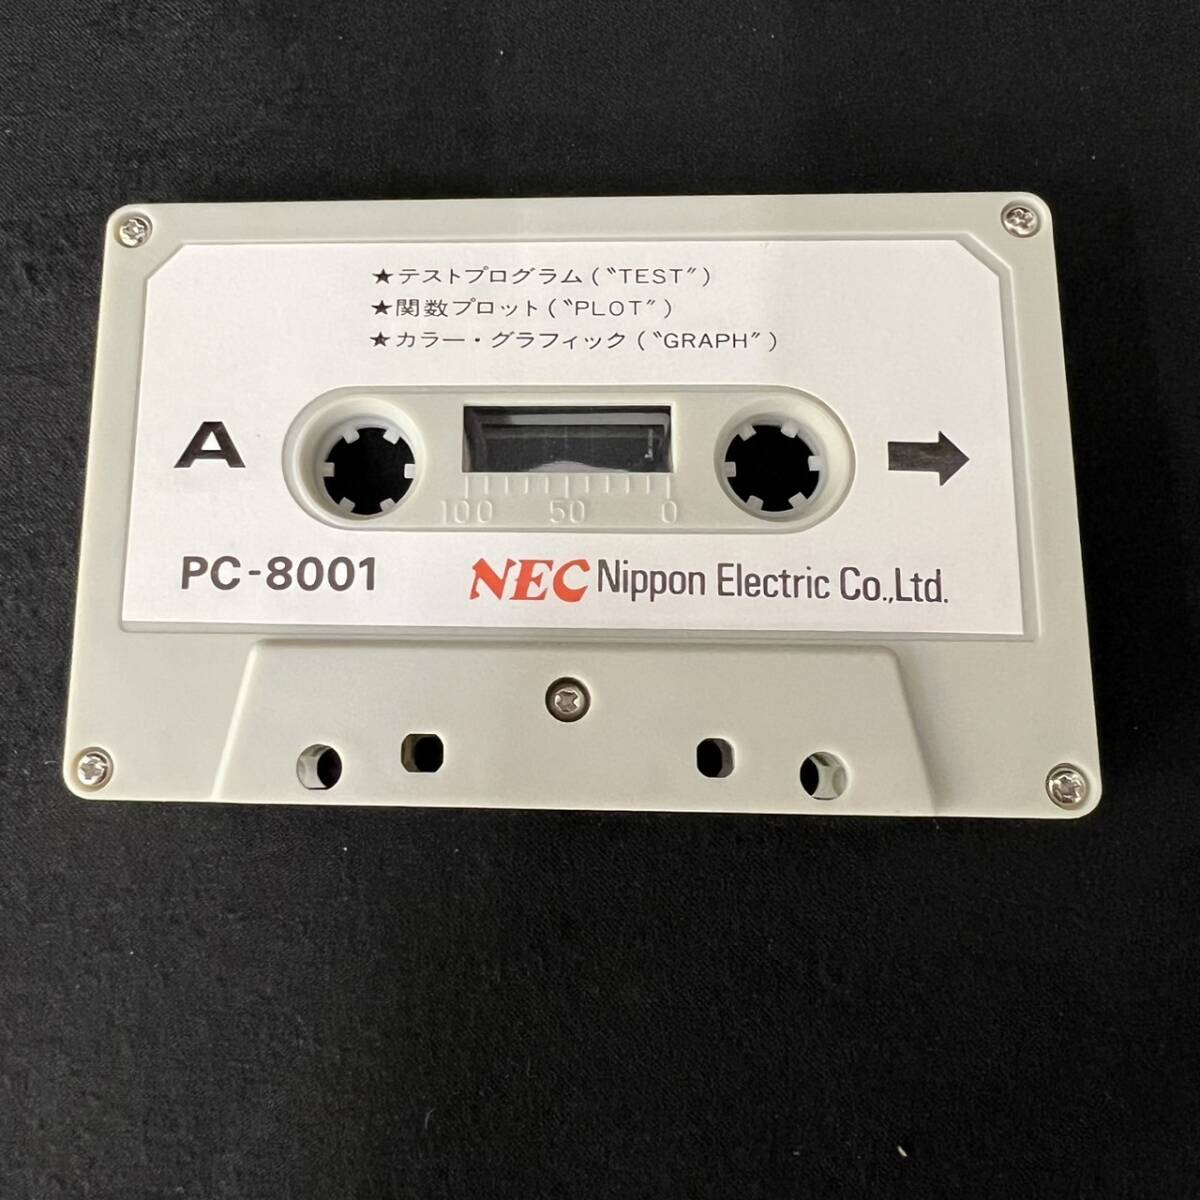 ★テストプログラム(〝TEST〞)
★関数プロット(〝PLOT〞)
★カラー・グラフィック(〝GRAPH〞)
A
100 50 0
PC-8001 NEC Nippon Electric Co.,Ltd.